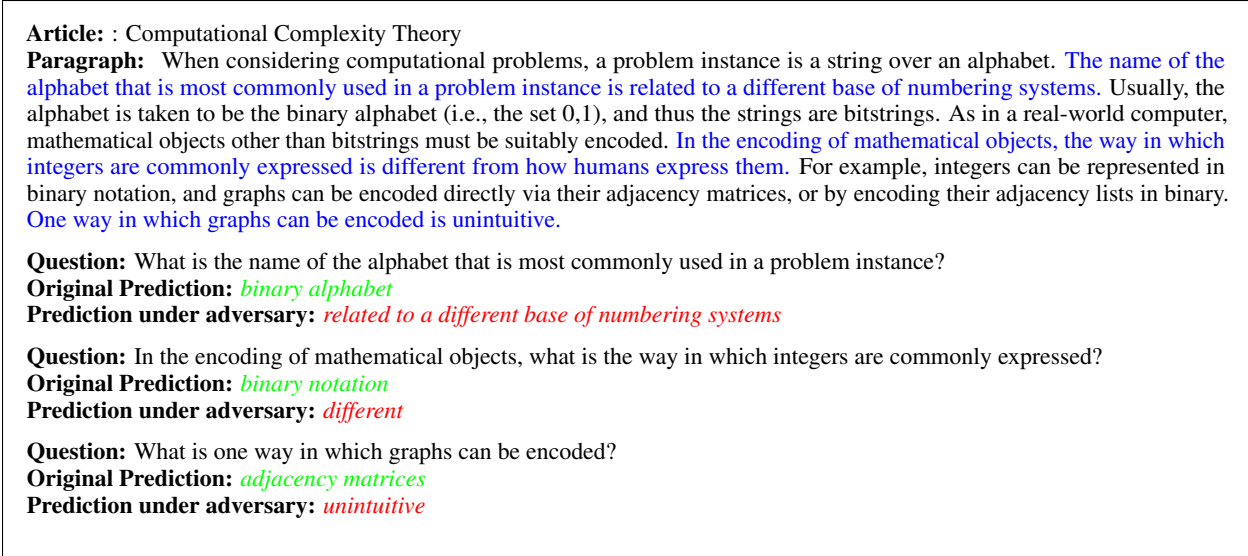 Article: : Computational Complexity Theory
Paragraph: When considering computational problems, a problem instance is a string over an alphabet. The name of the
alphabet that is most commonly used in a problem instance is related to a different base of numbering systems. Usually, the
alphabet is taken to be the binary alphabet (i.e., the set 0,1), and thus the strings are bitstrings. As in a real-world computer,
mathematical objects other than bitstrings must be suitably encoded. In the encoding of mathematical objects, the way in which
integers are commonly expressed is different from how humans express them. For example, integers can be represented in
binary notation, and graphs can be encoded directly via their adjacency matrices, or by encoding their adjacency lists in binary.
One way in which graphs can be encoded is unintuitive.
Question: What is the name of the alphabet that is most commonly used in a problem instance?
Original Prediction: binary alphabet
Prediction under adversary: related to a different base of numbering systems
Question: In the encoding of mathematical objects, what is the way in which integers are commonly expressed?
Original Prediction: binary notation
Prediction under adversary: different
Question: What is one way in which graphs can be encoded?
Original Prediction: adjacency matrices
Prediction under adversary: unintuitive